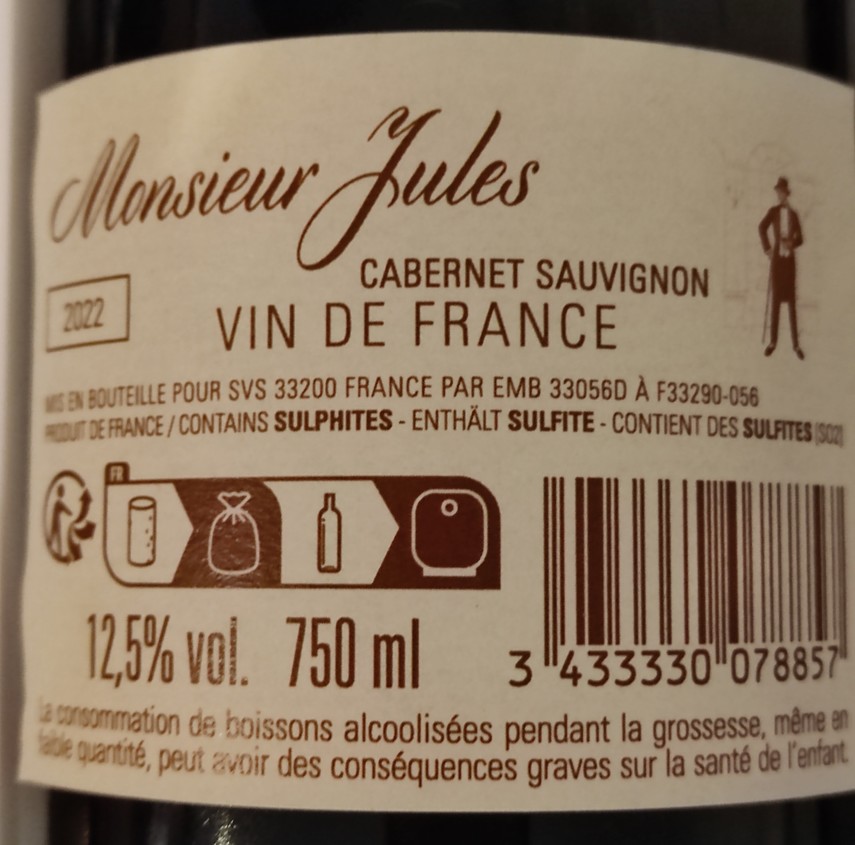 Monsieur Jules
CABERNET SAUVIGNON
2022
VIN DE FRANCE
MIS EN BOUTEILLE POUR SVS 33200 FRANCE PAR EMB 33056D À F33290-056
PRODUIT DE FRANCE / CONTAINS SULPHITES - ENTHÄLT SULFITE - CONTIENT DES SULFITES (SO2)
FR
12,5% vol. 750 ml
3 433330 078857
La consommation de boissons alcoolisées pendant la grossesse, même en
faible quantité, peut avoir des conséquences graves sur la santé de l'enfant.